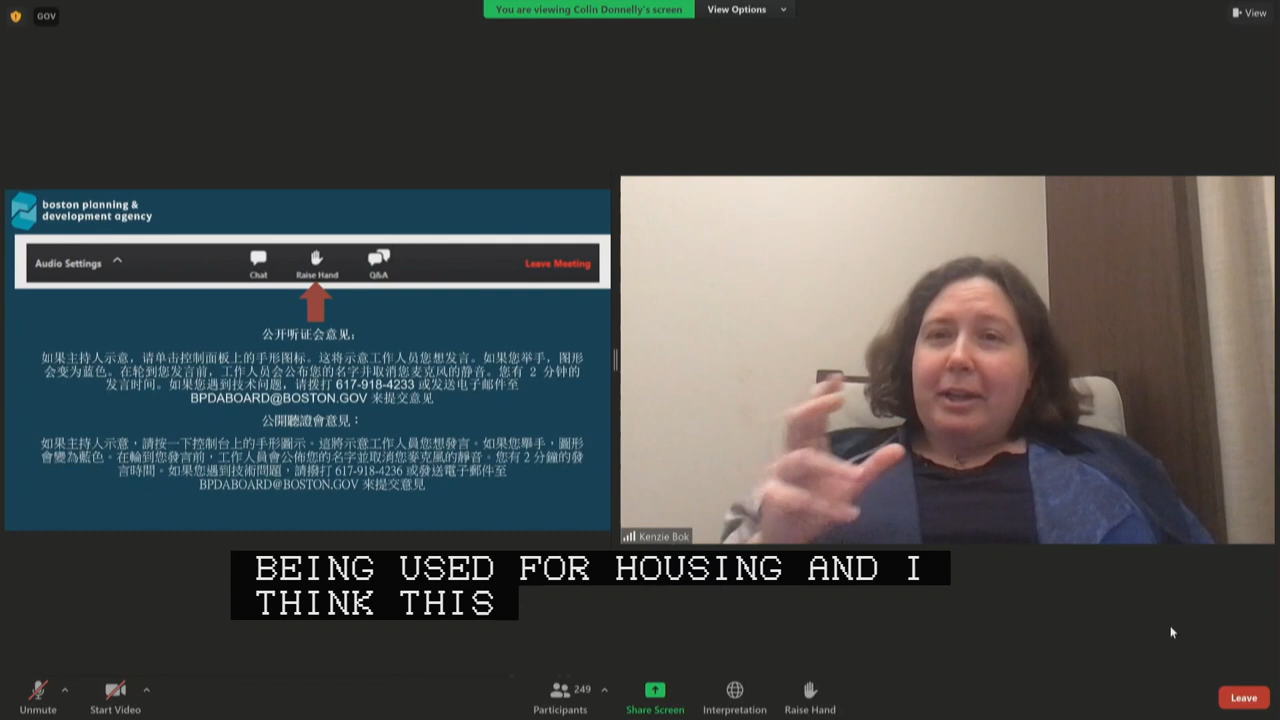 GOV
You are viewing Colin Donnelly's screen
View Options
View
boston planning &
development agency
Audio Settings
Chat
Raise Hand
Q&A
Leave Meeting
公开听证会意见：
如果主持人示意，请单击控制面板上的手形图标。这将示意工作人员您想发言。如果您举手，图形
会变为蓝色。在轮到您发言前，工作人员会公布您的名字并取消您麦克风的静音。您有 2 分钟的
发言时间。如果您遇到技术问题，请拨打 617-918-4233 或发送电子邮件至
BPDABOARD@BOSTON.GOV 来提交意见
公開聽證會意見：
如果主持人示意，請按一下控制台上的手形圖示。這將示意工作人員您想發言。如果您舉手，圖形
會變為藍色。在輪到您發言前，工作人員會公佈您的名字並取消您麥克風的靜音。您有 2 分鐘的發
言時間。如果您遇到技術問題，請撥打 617-918-4236 或發送電子郵件至
BPDABOARD@BOSTON.GOV 來提交意見
Kenzie Bok
BEING USED FOR HOUSING AND I
THINK THIS
Unmute
Start Video
249
Participants
Share Screen
Interpretation
Raise Hand
Leave